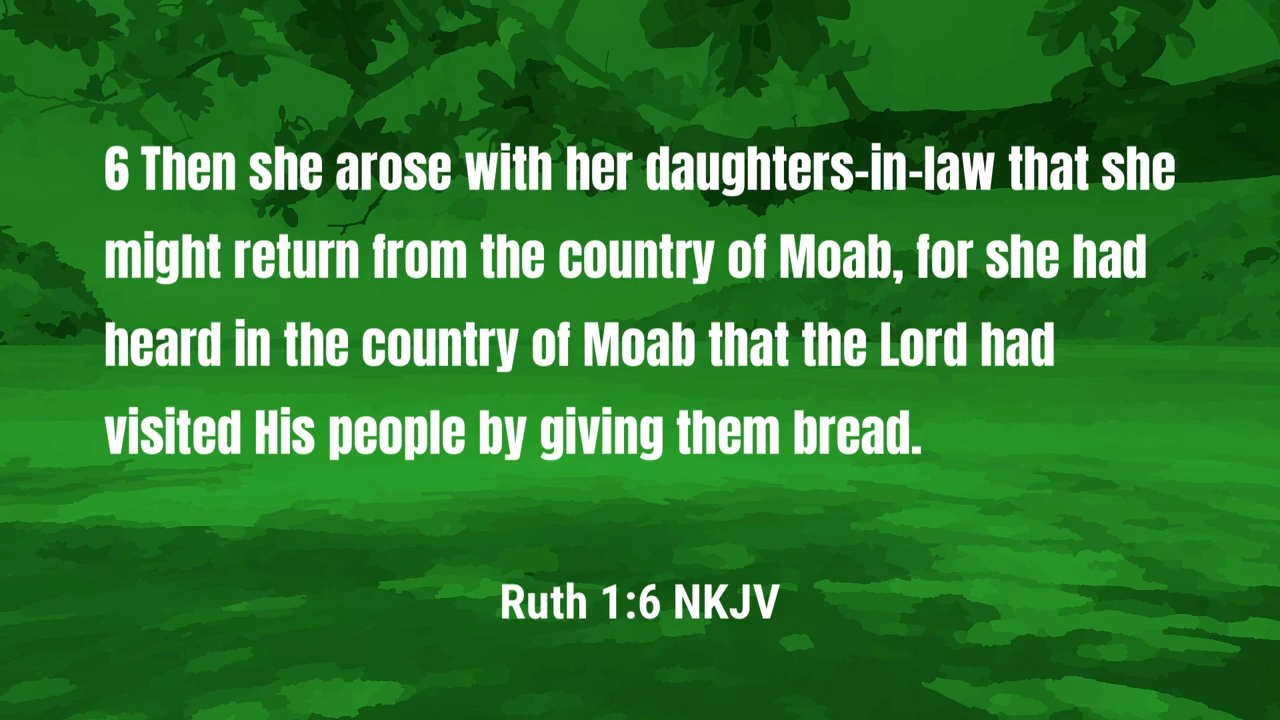 6 Then she arose with her daughters-in-law that she
might return from the country of Moab, for she had
heard in the country of Moab that the Lord had
visited His people by giving them bread.
Ruth 1:6 NKJV